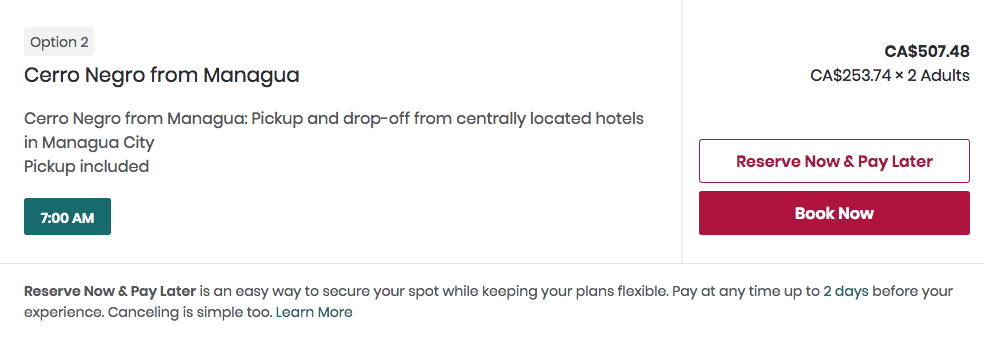 Option 2
Cerro Negro from Managua
Cerro Negro from Managua: Pickup and drop-off from centrally located hotels
in Managua City
Pickup included
7:00 AM
CA$507.48
CA$253.74 × 2 Adults
Reserve Now & Pay Later
Book Now
Reserve Now & Pay Later is an easy way to secure your spot while keeping your plans flexible. Pay at any time up to 2 days before your
experience. Canceling is simple too. Learn More